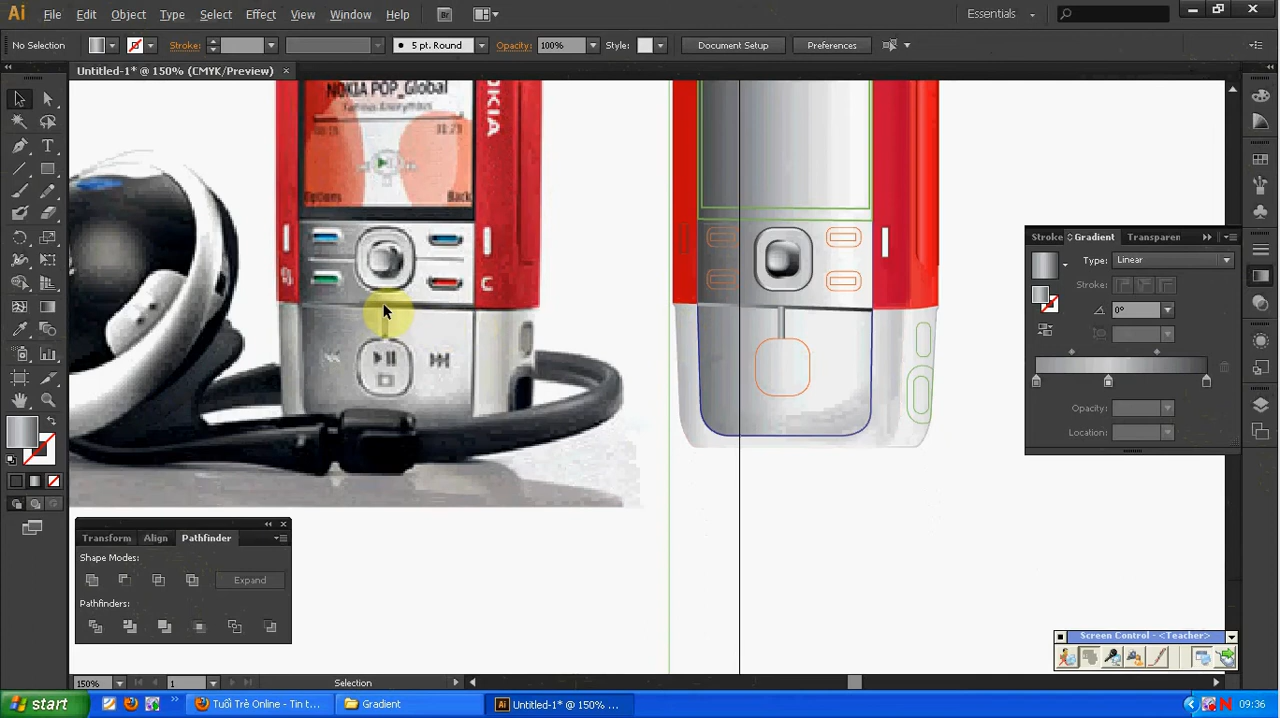 Ai File Edit Object Type Select Effect View Window Help Br Essentials
No Selection Stroke: 5 pt. Round Opacity: 100% Style: Document Setup Preferences
Untitled-1* @ 150% (CMYK/Preview)
NOKIA POP_Global
31:23
Options Back
NOKIA
C
Stroke Gradient Transparen
Type: Linear
Stroke:
0°
Opacity:
Location:
Transform Align Pathfinder
Shape Modes:
Expand
Pathfinders:
Screen Control - <Teacher>
150% 1 Selection
start Tuổi Trẻ Online - Tin t... Gradient Untitled-1* @ 150% ... 09:36